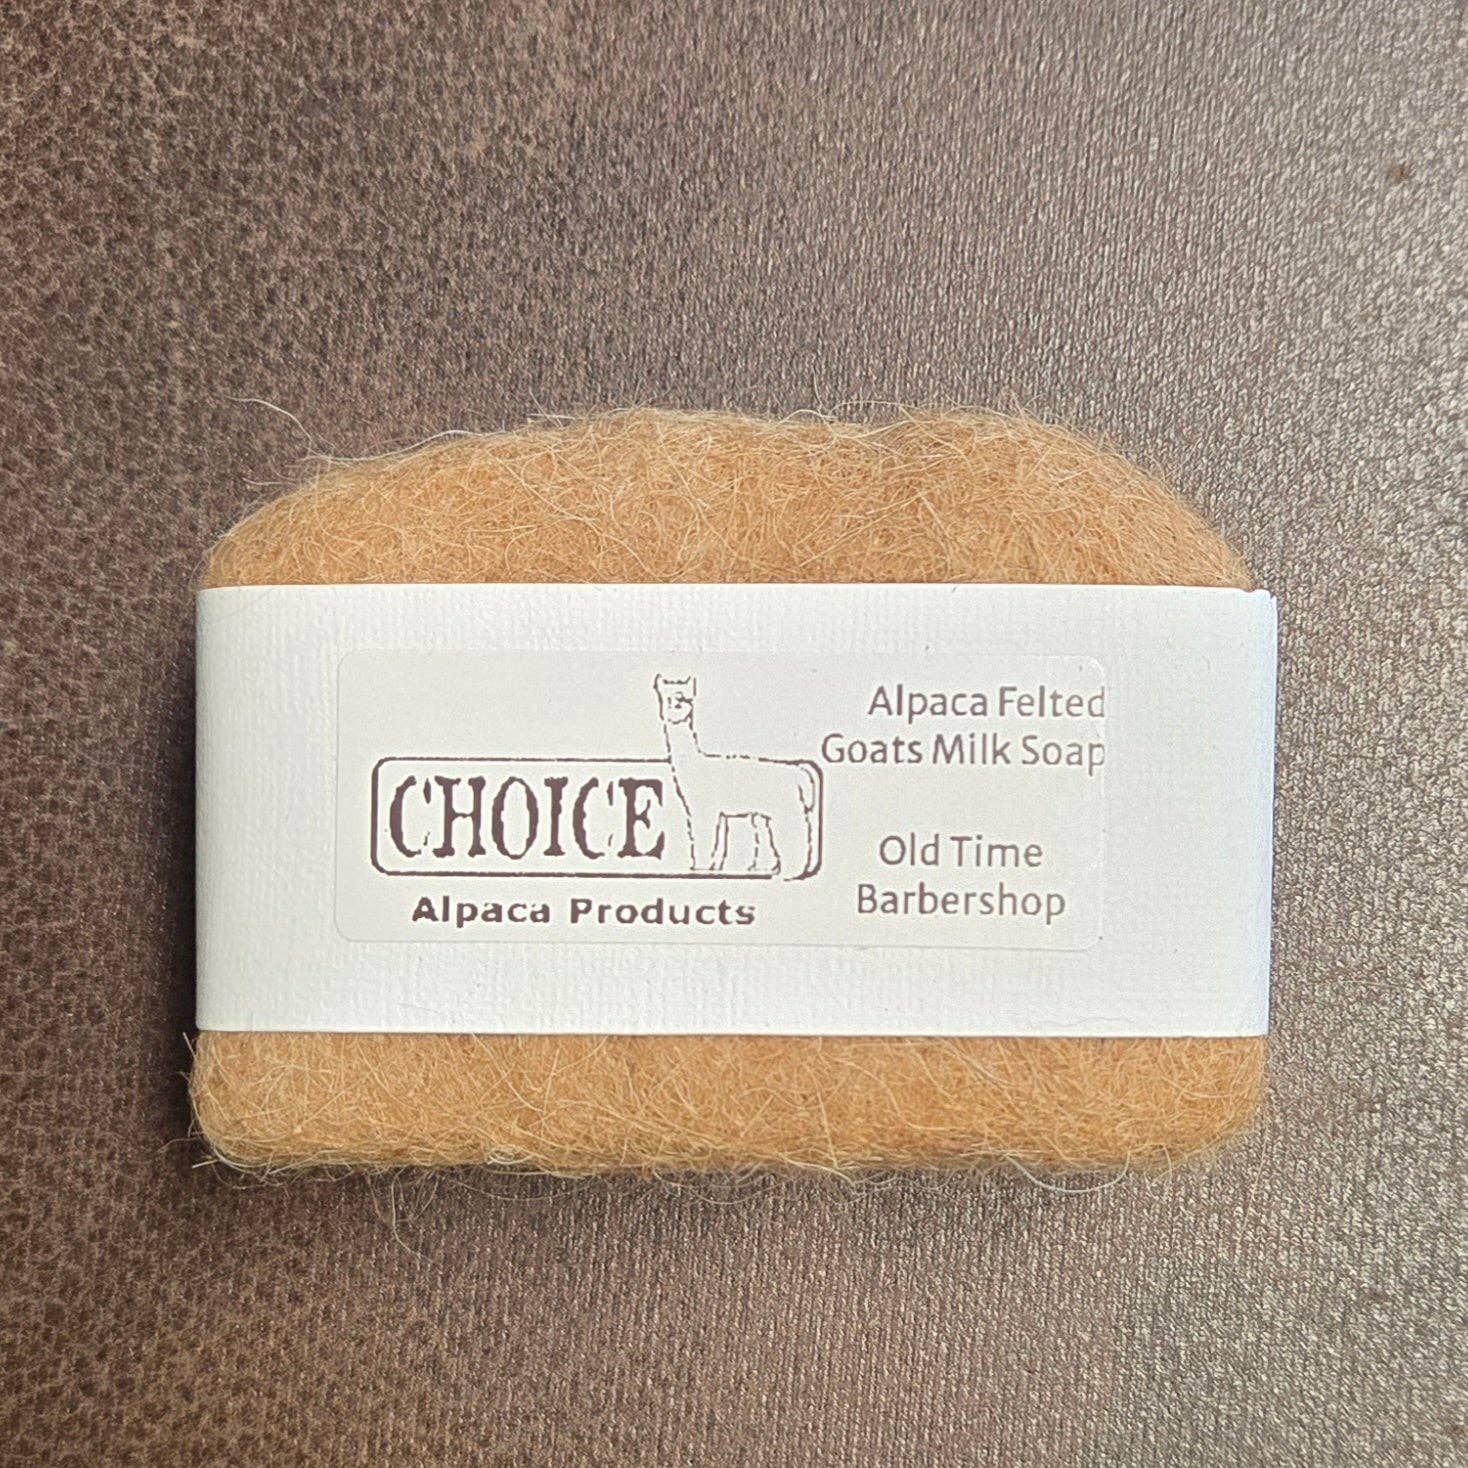 CHOICE
Alpaca Products
Alpaca Felted
Goats Milk Soap
Old Time
Barbershop